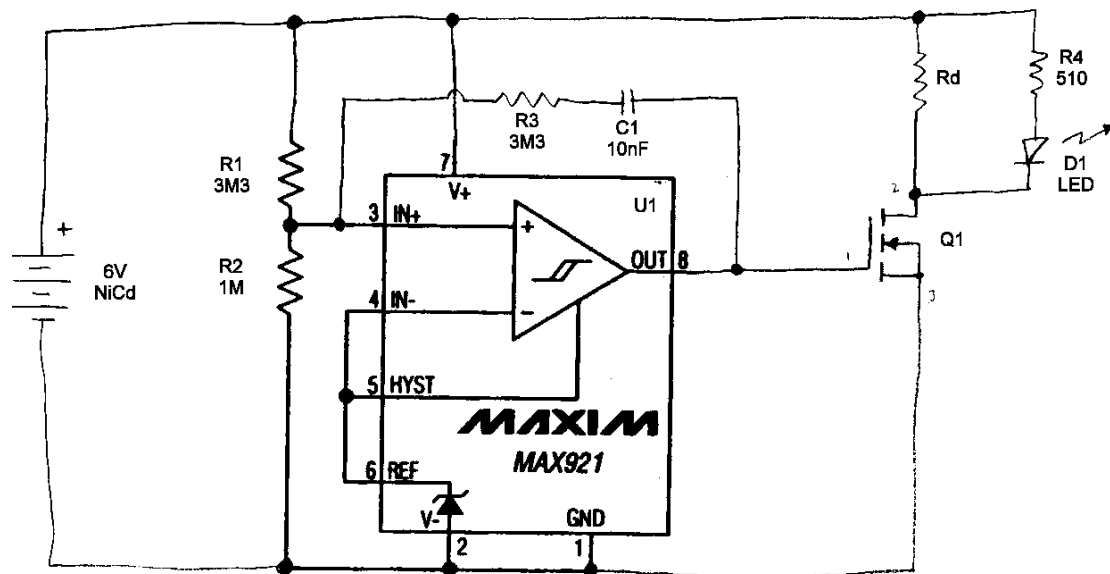 R4
510
Rd
R3
3M3
C1
10nF
D1
LED
R1
3M3
7
V+
U1
2
+
3
IN+
+
1
Q1
6V
NiCd
R2
1M
OUT
8
3
4
IN-
-
5
HYST
MAXIM
MAX921
6
REF
V-
GND
2
1